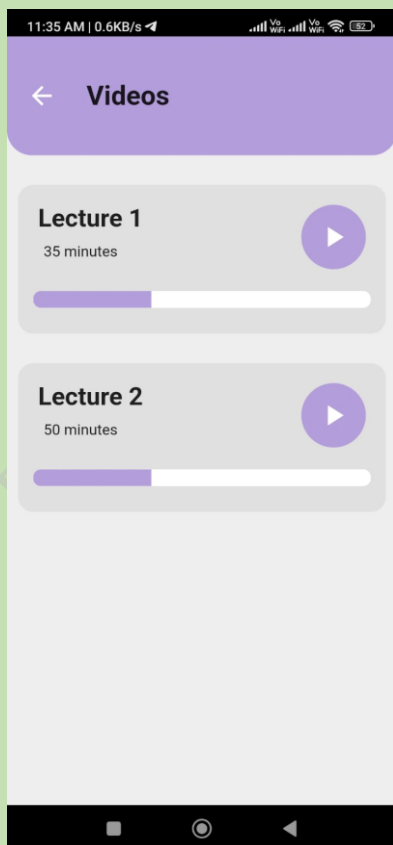 11:35 AM | 0.6KB/s Vo WiFi Vo WiFi 52
Videos
Lecture 1
35 minutes
Lecture 2
50 minutes